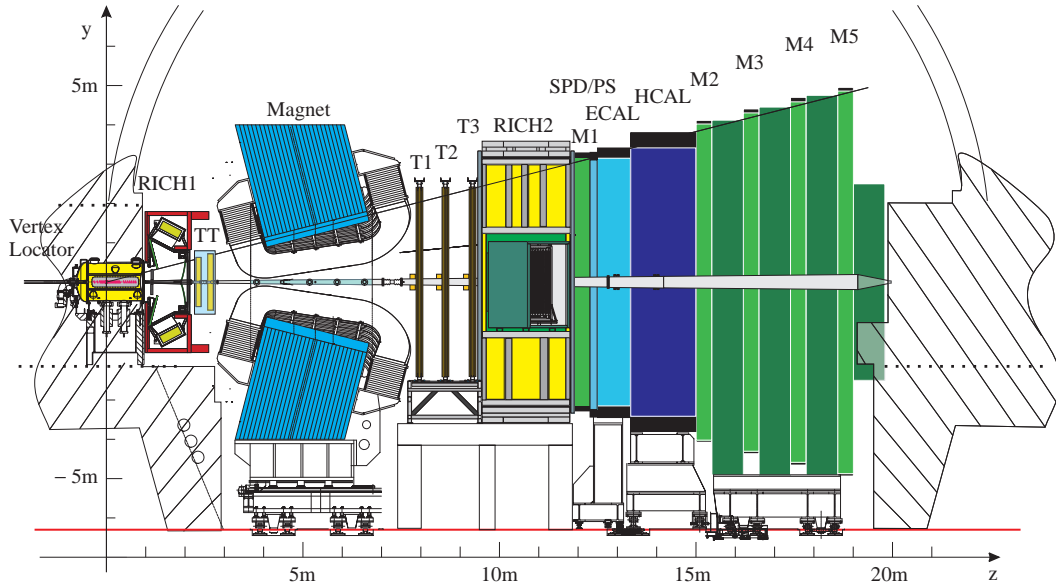 y
5m
Magnet
T1
T2
T3
RICH2
SPD/PS
M1
ECAL
HCAL
M2
M3
M4
M5
RICH1
TT
Vertex
Locator
− 5m
5m
10m
15m
20m
z